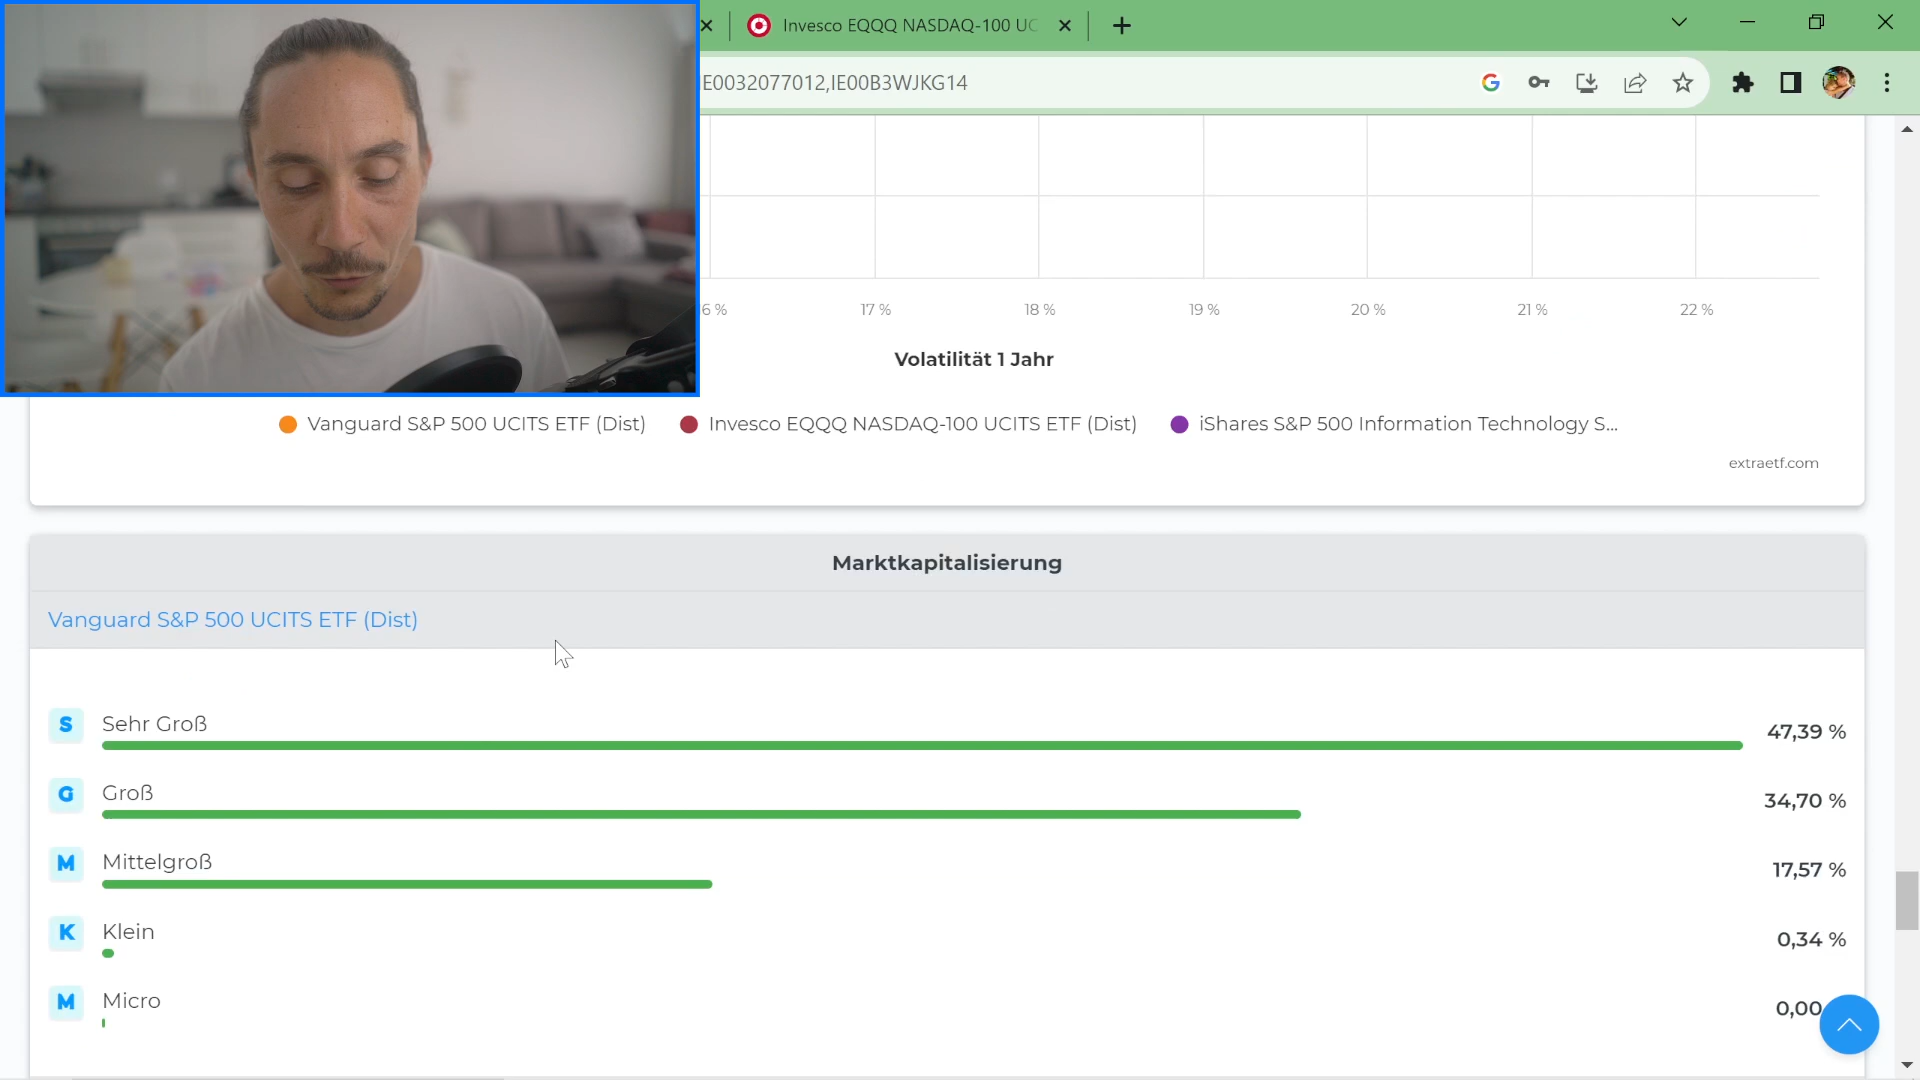 Invesco EQQQ NASDAQ-100 UC
E0032077012,IE00B3WJKG14
6 %
17 %
18 %
19 %
20 %
21 %
22 %
Volatilität 1 Jahr
Vanguard S&P 500 UCITS ETF (Dist)
Invesco EQQQ NASDAQ-100 UCITS ETF (Dist)
iShares S&P 500 Information Technology S...
extraetf.com
Marktkapitalisierung
Vanguard S&P 500 UCITS ETF (Dist)
S Sehr Groß 47,39 %
G Groß 34,70 %
M Mittelgroß 17,57 %
K Klein 0,34 %
M Micro 0,00